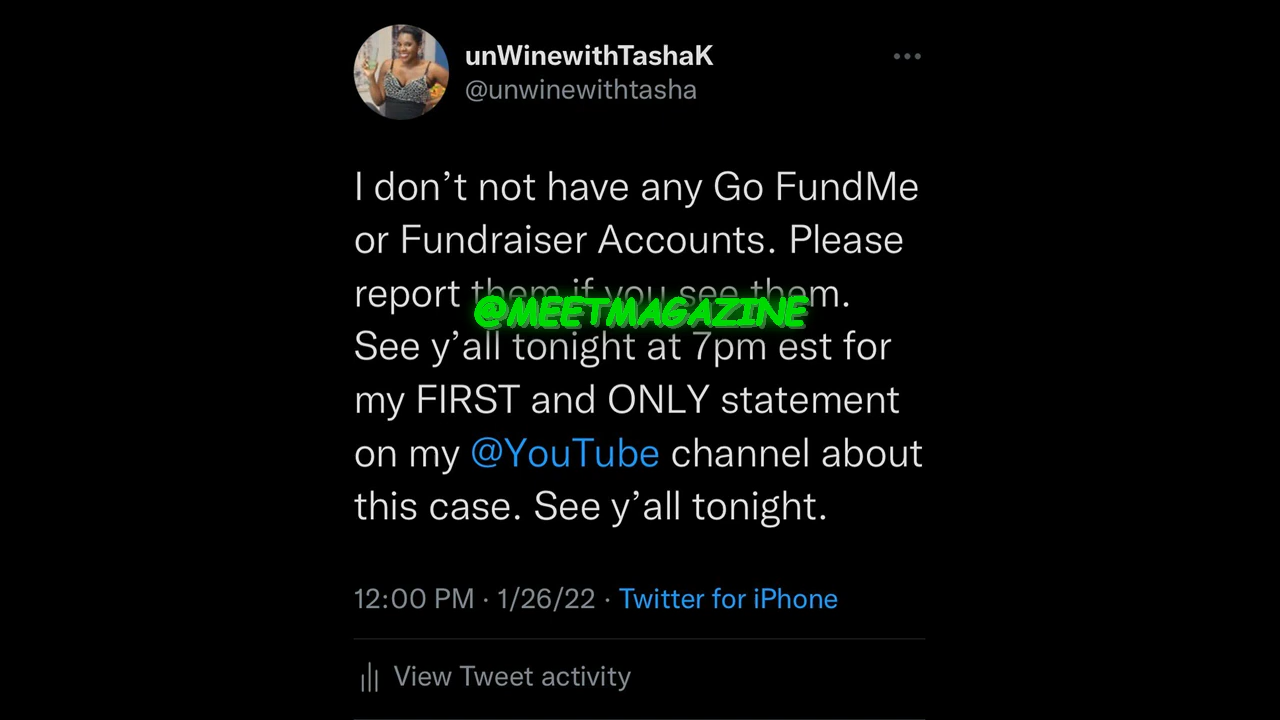 unWinewithTashaK
@unwinewithtasha
I don’t not have any Go FundMe
or Fundraiser Accounts. Please
report them if you see them.
@MEETMAGAZINE
See y’all tonight at 7pm est for
my FIRST and ONLY statement
on my @YouTube channel about
this case. See y’all tonight.
12:00 PM · 1/26/22 · Twitter for iPhone
View Tweet activity